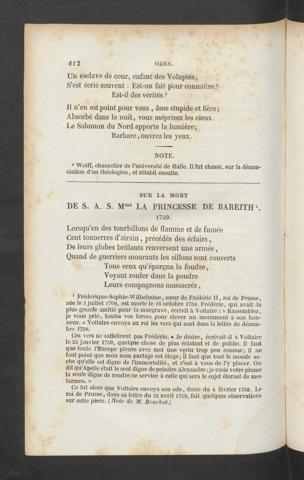 412 ODES.
Un esclave de cour, enfant des Voluptés,
S'est écrié souvent : Est-on fait pour connaître?
Est-il des vérités?
Il n'en est point pour vous, âme stupide et fière;
Absorbé dans la nuit, vous méprisez les cieux.
Le Salomon du Nord apporte la lumière;
Barbare, ouvrez les yeux.
NOTE.
ª Wolff, chancelier de l'université de Halle. Il fut chassé, sur la dénon-
ciation d'un théologien, et rétabli ensuite.
SUR LA MORT
DE S. A. S. Mme LA PRINCESSE DE BAREITH ¹.
1759.
Lorsqu'en des tourbillons de flamme et de fumée
Cent tonnerres d'airain, précédés des éclairs,
De leurs globes brûlants renversent une armée,
Quand de guerriers mourants les sillons sont couverts
Tous ceux qu'épargna la foudre,
Voyant rouler dans la poudre
Leurs compagnons massacrés,
¹ Frédérique-Sophie-Wilhelmine, sœur de Frédéric II, roi de Prusse,
née le 3 juillet 1709, est morte le 14 octobre 1758. Frédéric, qui avait la
plus grande amitié pour la margrave, écrivit à Voltaire : « Rassemblez,
je vous prie, toutes vos forces pour élever un monument à son hon-
neur. » Voltaire envoya au roi les vers qui sont dans la lettre de décem-
bre 1758.
Ces vers ne satisfirent pas Frédéric. « Je désire, écrivait-il à Voltaire
le 23 janvier 1759, quelque chose de plus éclatant et de public. Il faut
que toute l'Europe pleure avec moi une vertu trop peu connue; il ne
faut point que mon nom partage cet éloge; il faut que tout le monde sa-
che qu'elle est digne de l'immortalité, et c'est à vous de l'y placer. On
dit qu'Apelle était le seul digne de peindre Alexandre : je crois votre plume
la seule digne de rendre ce service à celle qui sera le sujet éternel de mes
larmes. »
Ce fut alors que Voltaire envoya son ode, datée du 4 février 1759. Le
roi de Prusse, dans sa lettre du 22 avril 1759, fait quelques observations
sur cette pièce. (Note de M. Beuchot.)